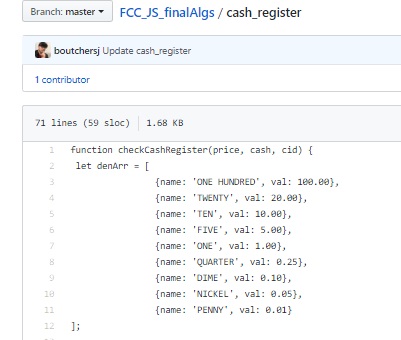 Branch: master
FCC_JS_finalAlgs / cash_register
boutchersj Update cash_register
1 contributor
71 lines (59 sloc) 1.68 KB
1 function checkCashRegister(price, cash, cid) {
2 let denArr = [
3 {name: 'ONE HUNDRED', val: 100.00},
4 {name: 'TWENTY', val: 20.00},
5 {name: 'TEN', val: 10.00},
6 {name: 'FIVE', val: 5.00},
7 {name: 'ONE', val: 1.00},
8 {name: 'QUARTER', val: 0.25},
9 {name: 'DIME', val: 0.10},
10 {name: 'NICKEL', val: 0.05},
11 {name: 'PENNY', val: 0.01}
12 ];